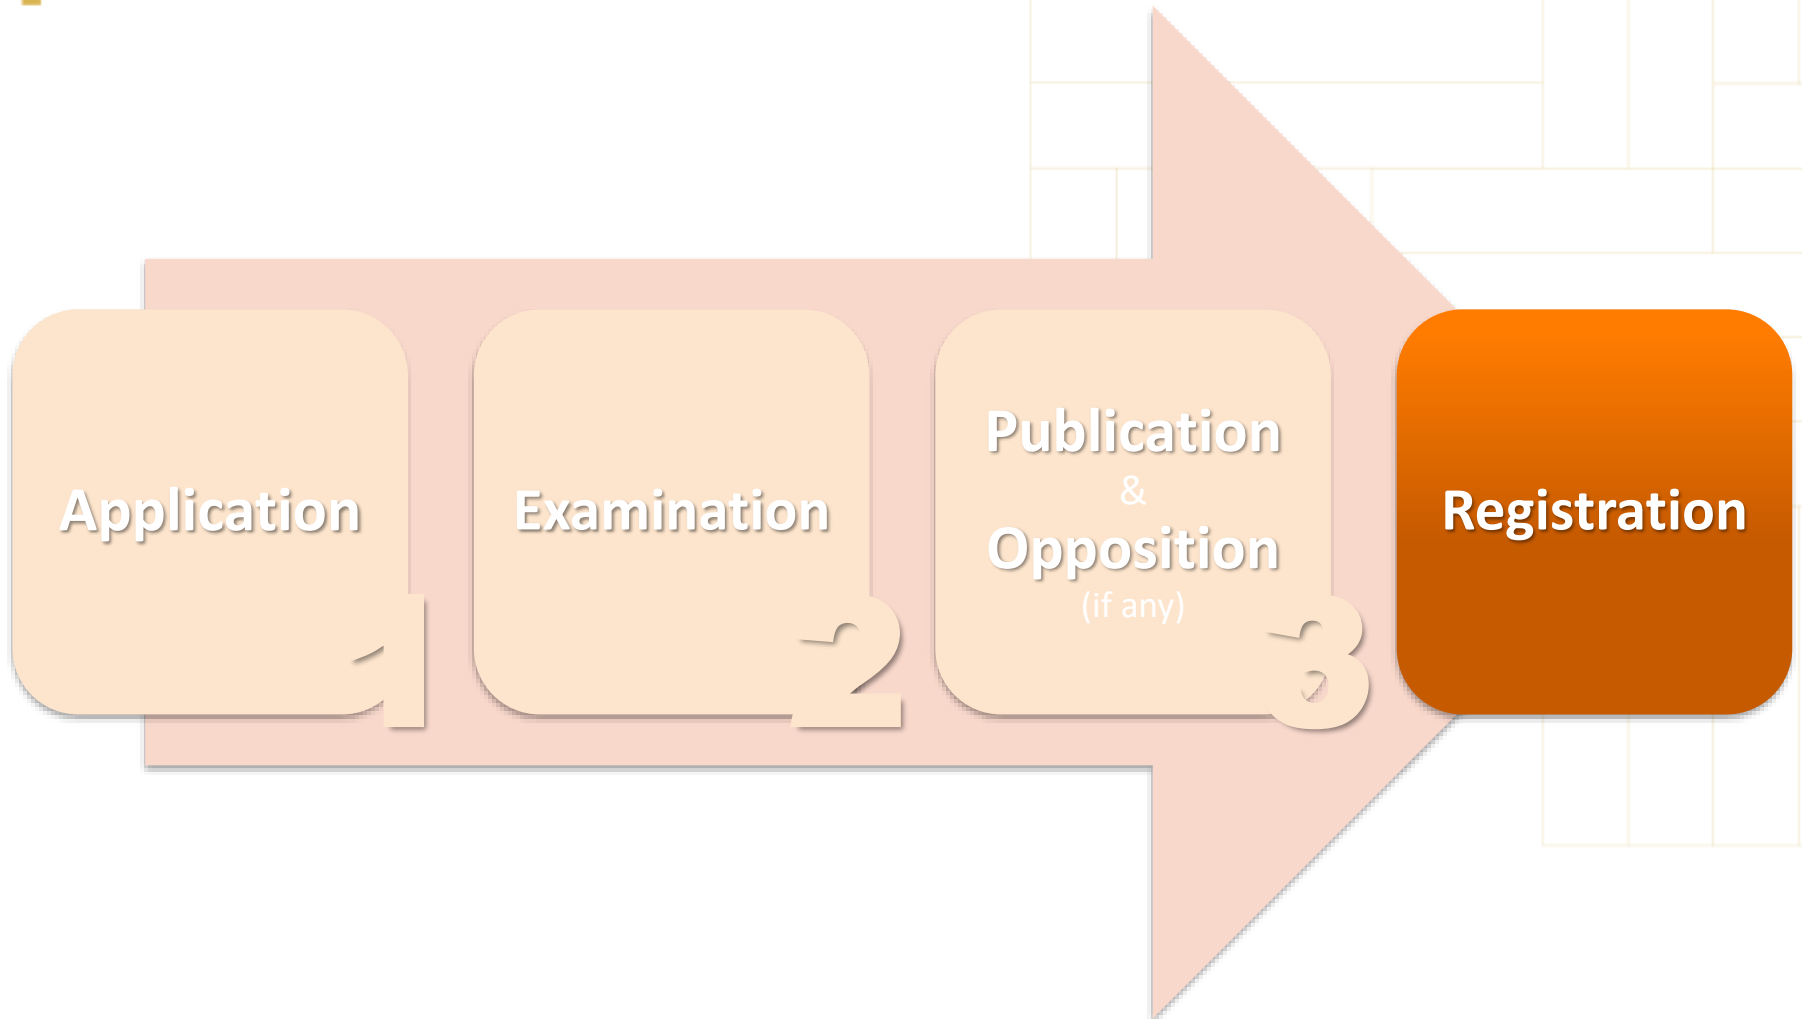 Application
1
Examination
2
Publication
&
Opposition
(if any)
3
Registration